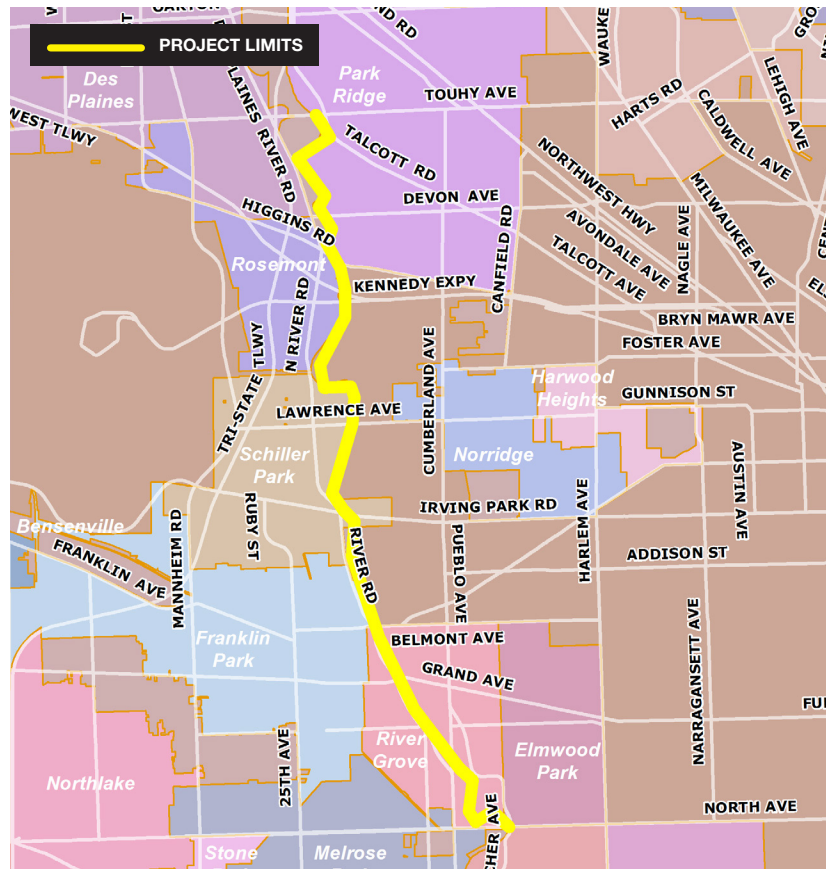 PROJECT LIMITS
Des
Plaines
Park
Ridge
TOUHY AVE
HARTS RD
LEHIGH AVE
CALDWELL AVE
TALCOTT RD
NORTHWEST HWY
MILWAUKEE AVE
DEVON AVE
HIGGINS RD
AVONDALE AVE
TALCOTT AVE
NAGLE AVE
CANFIELD RD
Rosemont
KENNEDY EXPY
N RIVER RD
BRYN MAWR AVE
FOSTER AVE
TRI-STATE TLWY
CUMBERLAND AVE
Harwood
Heights
GUNNISON ST
LAWRENCE AVE
Schiller
Park
Norridge
AUSTIN AVE
IRVING PARK RD
HARLEM AVE
Bensenville
FRANKLIN AVE
MANNHEIM RD
RUBY ST
RIVER RD
PUEBLO AVE
ADDISON ST
Franklin
Park
BELMONT AVE
GRAND AVE
NARRAGANSETT AVE
River
Grove
Elmwood
Park
Northlake
25TH AVE
NORTH AVE
Stone
Melrose